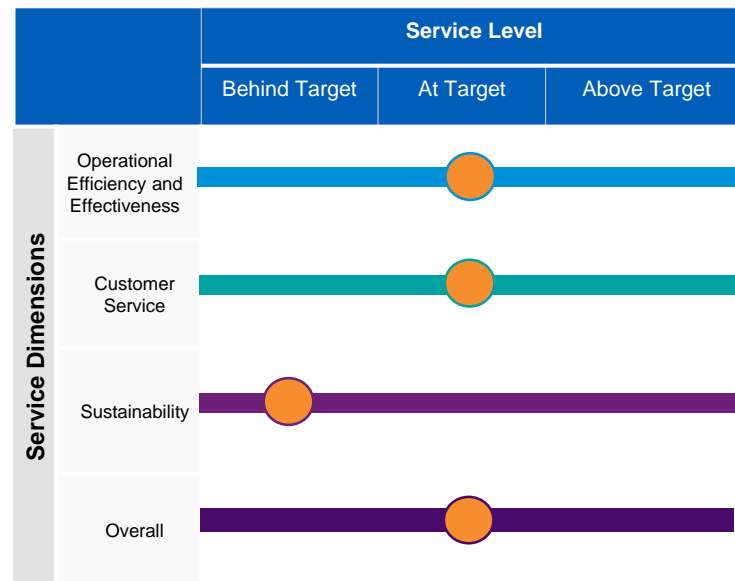 Service Level
Behind Target
At Target
Above Target
Service Dimensions
Operational
Efficiency and
Effectiveness
Customer
Service
Sustainability
Overall